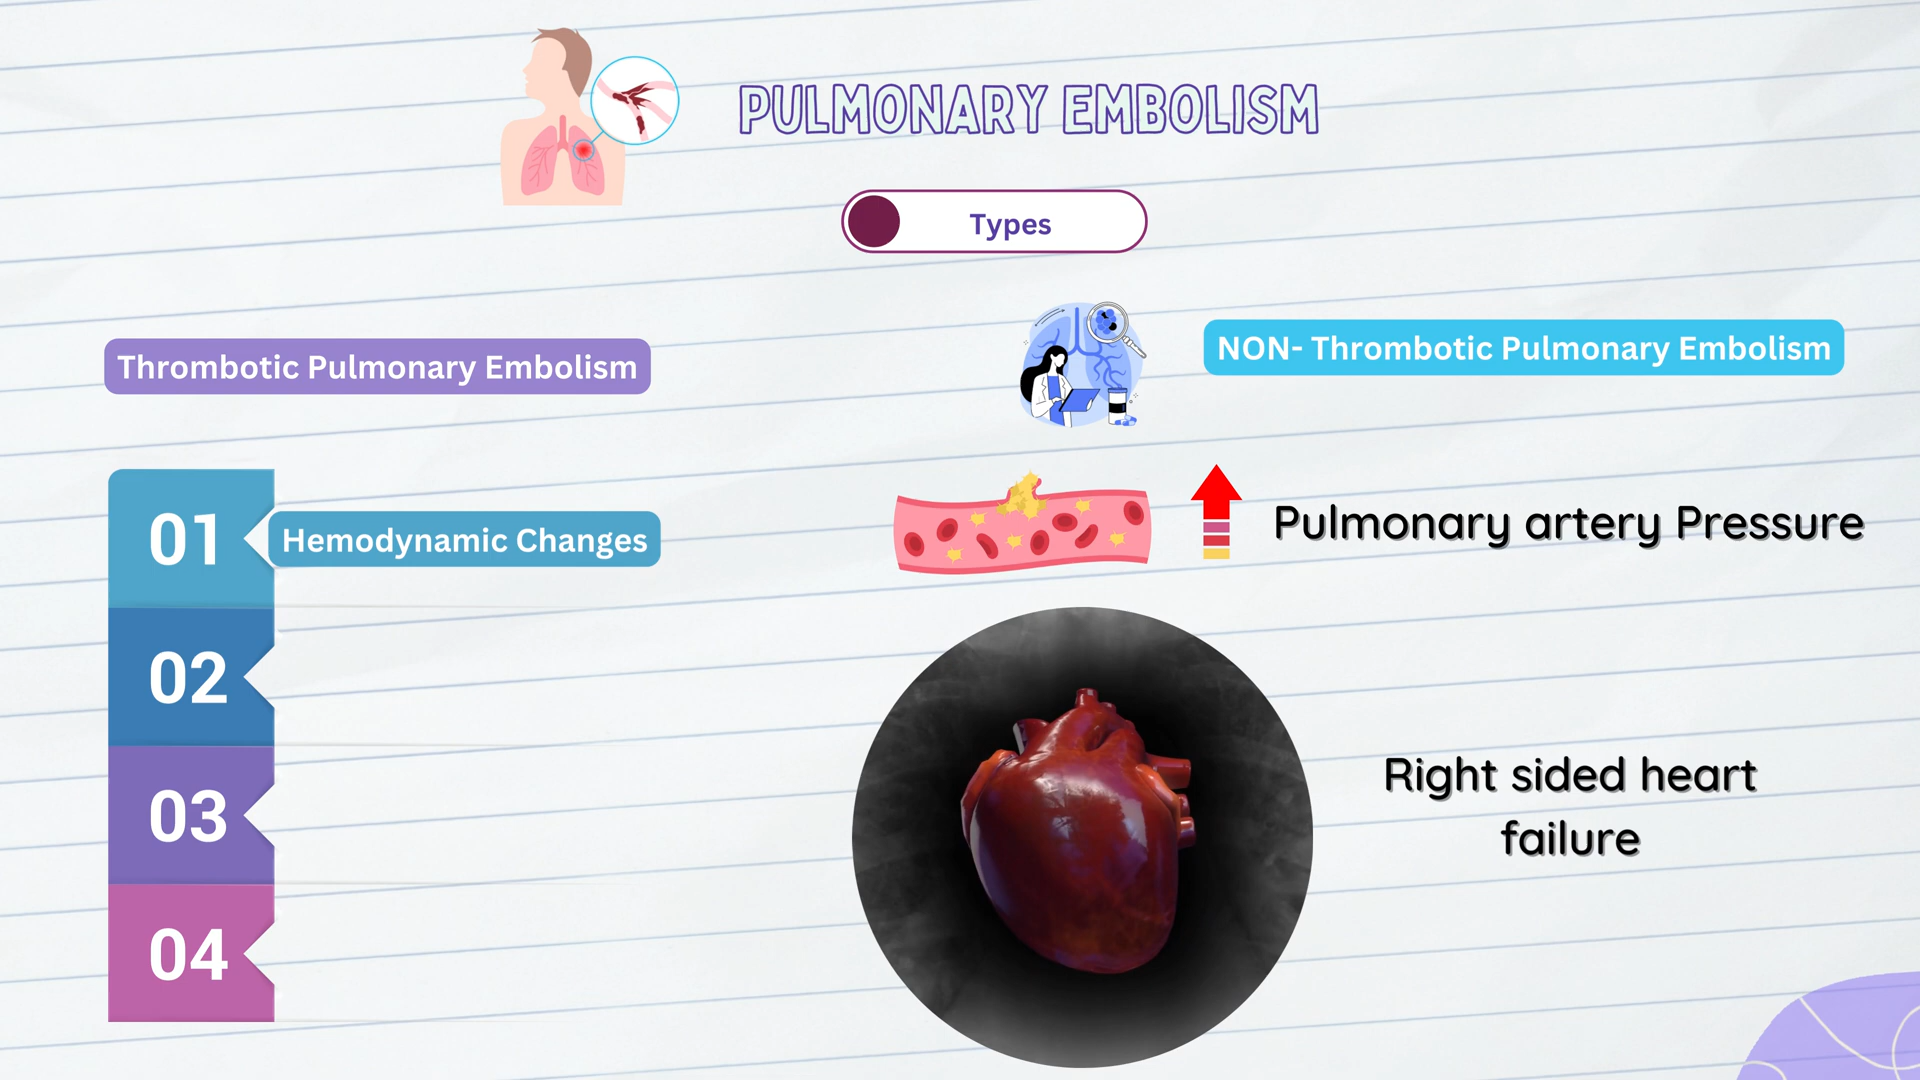 PULMONARY EMBOLISM
Types
Thrombotic Pulmonary Embolism
NON- Thrombotic Pulmonary Embolism
01
Hemodynamic Changes
Pulmonary artery Pressure
02
03
Right sided heart
failure
04